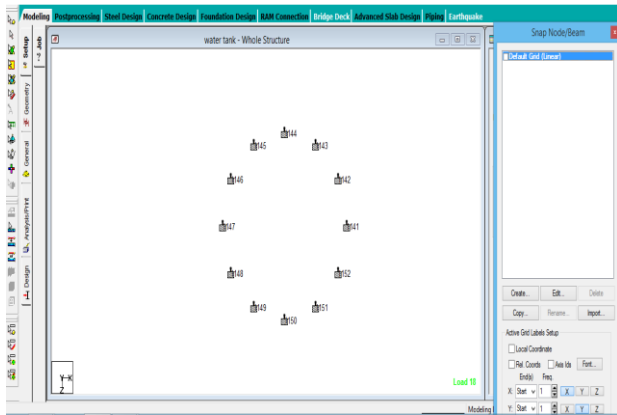 Modeling Postprocessing Steel Design Concrete Design Foundation Design RAM Connection Bridge Deck Advanced Slab Design Piping Earthquake
Setup
Job
Geometry
General
Analysis/Print
Design
water tank - Whole Structure
144
145
143
146
142
147
141
148
152
149
151
150
Y X
Z
Load 18
Modeling
Snap Node/Beam
Default Grid (Linear)
Create... Edit... Delete
Copy... Rename... Import...
Active Grid Labels Setup
Local Coordinate
Rel. Coords Axis Ids Font...
End(s) Freq.
X: Start 1 X Y Z
Y: Start 1 X Y Z